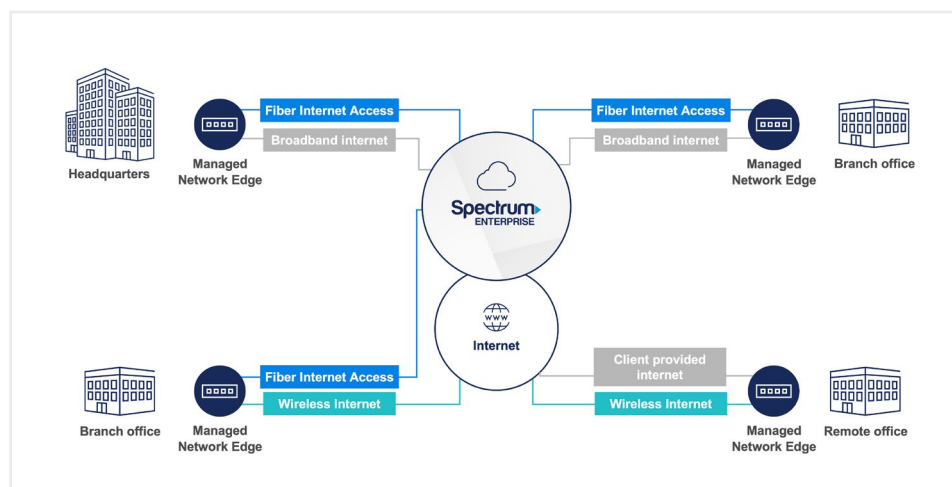 Headquarters
Managed
Network Edge
Fiber Internet Access
Broadband internet
Fiber Internet Access
Broadband internet
Managed
Network Edge
Branch office
Spectrum
ENTERPRISE
www
Internet
Branch office
Managed
Network Edge
Fiber Internet Access
Wireless Internet
Client provided
internet
Wireless Internet
Managed
Network Edge
Remote office